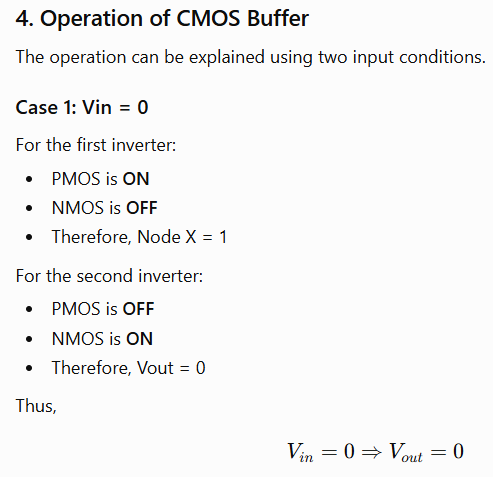 4. Operation of CMOS Buffer
The operation can be explained using two input conditions.
Case 1: Vin = 0
For the first inverter:
• PMOS is ON
• NMOS is OFF
• Therefore, Node X = 1
For the second inverter:
• PMOS is OFF
• NMOS is ON
• Therefore, Vout = 0
Thus,
V_{in} = 0 ⇒ V_{out} = 0